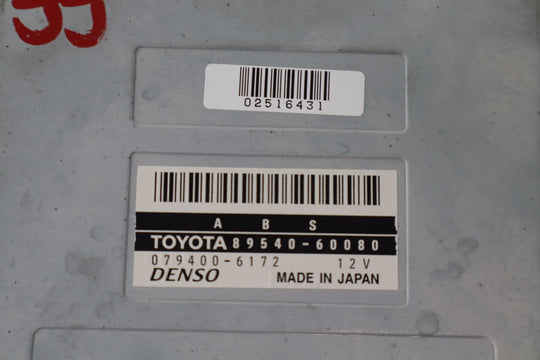 02516431
A B S
TOYOTA 89540-60080
079400-6172 12V
DENSO MADE IN JAPAN